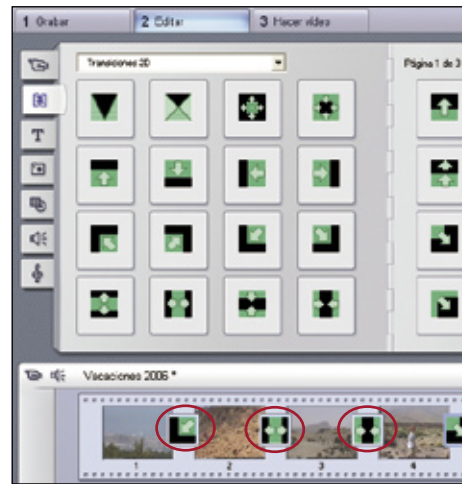 1 Grabar 2 Editar 3 Hacer vídeo
Transiciones 2D
Página 1 de 3
T
Vacaciones 2006 *
1 2 3 4